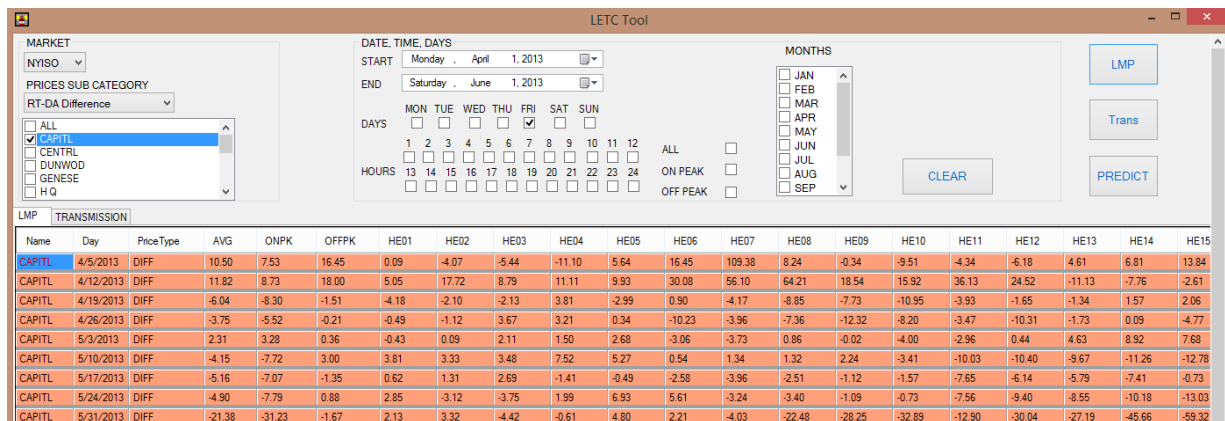 LETC Tool
MARKET
NYISO
PRICES SUB CATEGORY
RT-DA Difference
ALL
CAPITL
CENTRL
DUNWOD
GENESE
H Q
DATE, TIME, DAYS
START Monday , April 1, 2013
END Saturday , June 1, 2013
MON TUE WED THU FRI SAT SUN
DAYS
1 2 3 4 5 6 7 8 9 10 11 12
HOURS 13 14 15 16 17 18 19 20 21 22 23 24
ALL
ON PEAK
OFF PEAK
MONTHS
JAN
FEB
MAR
APR
MAY
JUN
JUL
AUG
SEP
CLEAR
LMP
Trans
PREDICT
LMP TRANSMISSION
Name Day PriceType AVG ONPK OFFPK HE01 HE02 HE03 HE04 HE05 HE06 HE07 HE08 HE09 HE10 HE11 HE12 HE13 HE14 HE15
CAPITL 4/5/2013 DIFF 10.50 7.53 16.45 0.09 -4.07 -5.44 -11.10 5.64 16.45 109.38 8.24 -0.34 -9.51 -4.34 -6.18 4.61 6.81 13.84
CAPITL 4/12/2013 DIFF 11.82 8.73 18.00 5.05 17.72 8.79 11.11 9.93 30.08 56.10 64.21 18.54 15.92 36.13 24.52 -11.13 -7.76 -2.61
CAPITL 4/19/2013 DIFF -6.04 -8.30 -1.51 -4.18 -2.10 -2.13 3.81 -2.99 0.90 -4.17 -8.85 -7.73 -10.95 -3.93 -1.65 -1.34 1.57 2.06
CAPITL 4/26/2013 DIFF -3.75 -5.52 -0.21 -0.49 -1.12 3.67 3.21 0.34 -10.23 -3.96 -7.36 -12.32 -8.20 -3.47 -10.31 -1.73 0.09 -4.77
CAPITL 5/3/2013 DIFF 2.31 3.28 0.36 -0.43 0.09 2.11 1.50 2.68 -3.06 -3.73 0.86 -0.02 -4.00 -2.96 0.44 4.63 8.92 7.68
CAPITL 5/10/2013 DIFF -4.15 -7.72 3.00 3.81 3.33 3.48 7.52 5.27 0.54 1.34 1.32 2.24 -3.41 -10.03 -10.40 -9.67 -11.26 -12.78
CAPITL 5/17/2013 DIFF -5.16 -7.07 -1.35 0.62 1.31 2.69 -1.41 -0.49 -2.58 -3.96 -2.51 -1.12 -1.57 -7.65 -6.14 -5.79 -7.41 -0.73
CAPITL 5/24/2013 DIFF -4.90 -7.79 0.88 2.85 -3.12 -3.75 1.99 6.93 5.61 -3.24 -3.40 -1.09 -0.73 -7.56 -9.40 -8.55 -10.18 -13.03
CAPITL 5/31/2013 DIFF -21.38 -31.23 -1.67 2.13 3.32 -4.42 -0.61 4.80 2.21 -4.03 -22.48 -28.25 -32.89 -12.90 -30.04 -27.19 -45.66 -59.32